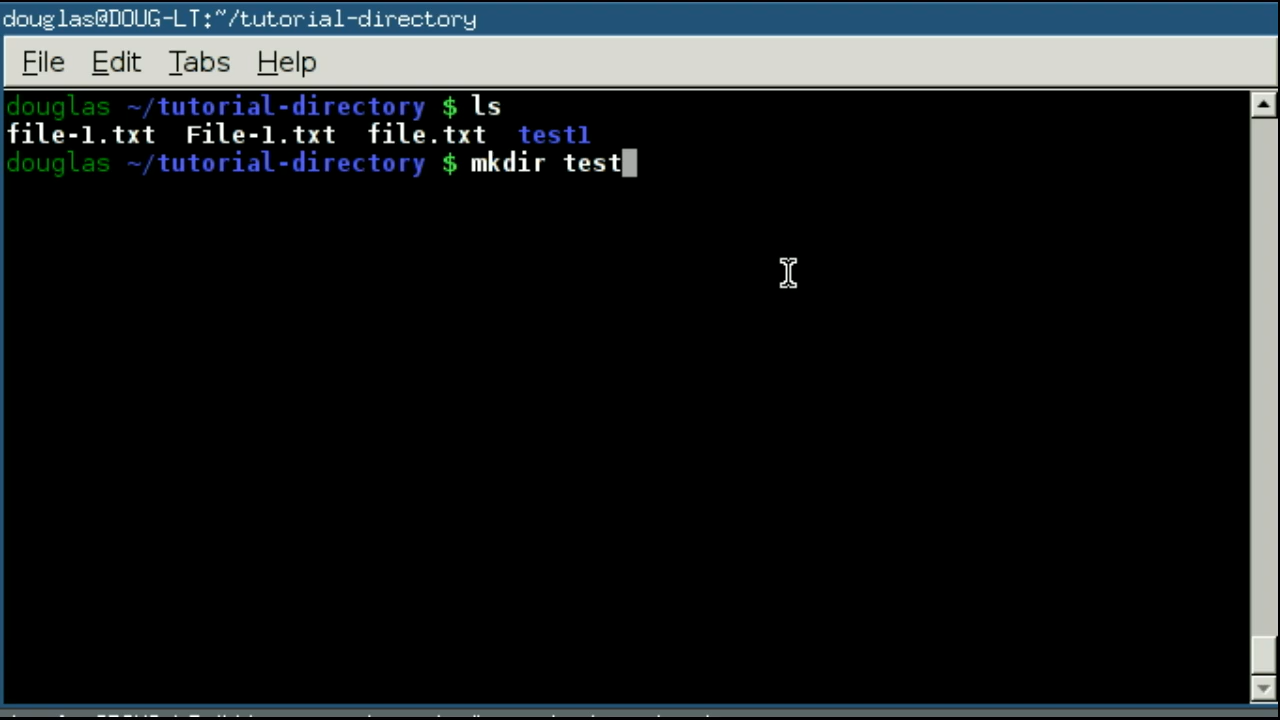 douglas@DOUG-LT:~/tutorial-directory
File Edit Tabs Help
douglas ~/tutorial-directory $ ls
file-1.txt File-1.txt file.txt test1
douglas ~/tutorial-directory $ mkdir test